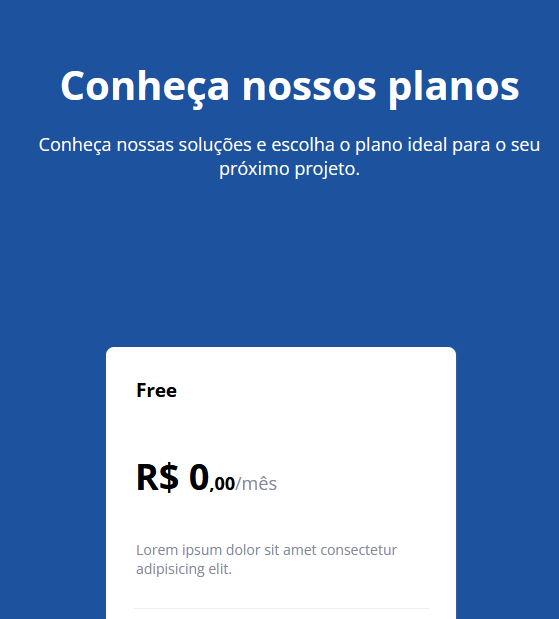 Conheça nossos planos
Conheça nossas soluções e escolha o plano ideal para o seu
próximo projeto.
Free
R$ 0,00/mês
Lorem ipsum dolor sit amet consectetur
adipisicing elit.